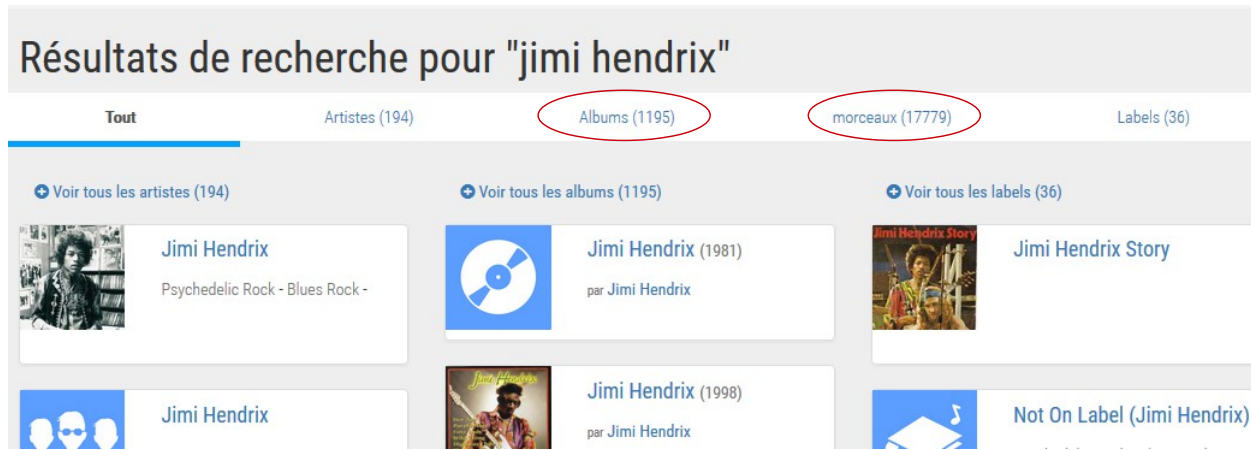 Résultats de recherche pour "jimi hendrix"
Tout
Artistes (194)
Albums (1195)
morceaux (17779)
Labels (36)
Voir tous les artistes (194)
Jimi Hendrix
Psychedelic Rock - Blues Rock -
Jimi Hendrix
Voir tous les albums (1195)
Jimi Hendrix (1981)
par Jimi Hendrix
Jimi Hendrix
Jimi Hendrix (1998)
par Jimi Hendrix
Voir tous les labels (36)
Jimi Hendrix Story
Jimi Hendrix Story
Not On Label (Jimi Hendrix)